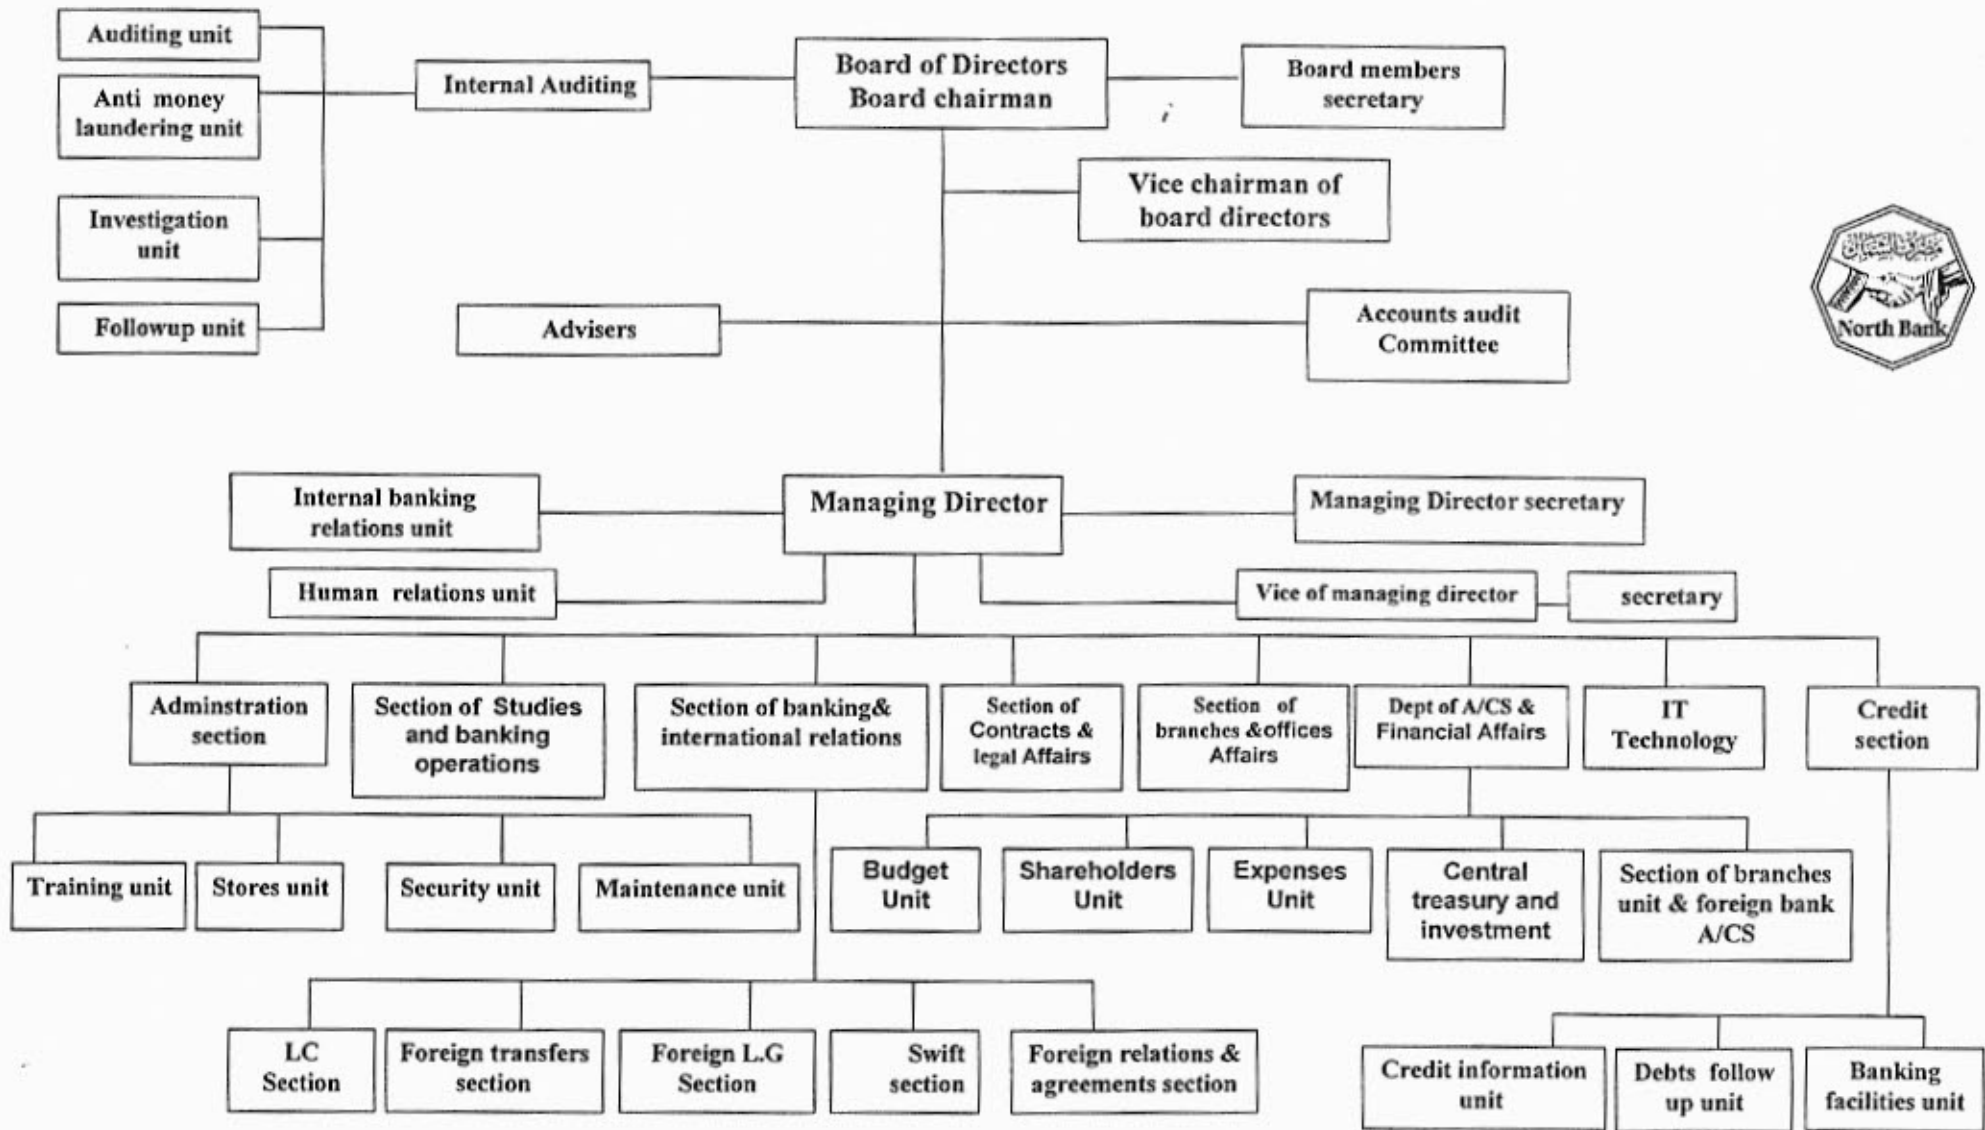 Auditing unit
Anti money
laundering unit
Investigation
unit
Followup unit
Internal Auditing
Board of Directors
Board chairman
Board members
secretary
Vice chairman of
board directors
Advisers
Accounts audit
Committee
مصرف الشمال
North Bank
Internal banking
relations unit
Managing Director
Managing Director secretary
Human relations unit
Vice of managing director
secretary
Adminstration
section
Section of Studies
and banking
operations
Section of banking&
international relations
Section of
Contracts &
legal Affairs
Section of
branches &offices
Affairs
Dept of A/CS &
Financial Affairs
IT
Technology
Credit
section
Training unit
Stores unit
Security unit
Maintenance unit
Budget
Unit
Shareholders
Unit
Expenses
Unit
Central
treasury and
investment
Section of branches
unit & foreign bank
A/CS
LC
Section
Foreign transfers
section
Foreign L.G
Section
Swift
section
Foreign relations &
agreements section
Credit information
unit
Debts follow
up unit
Banking
facilities unit